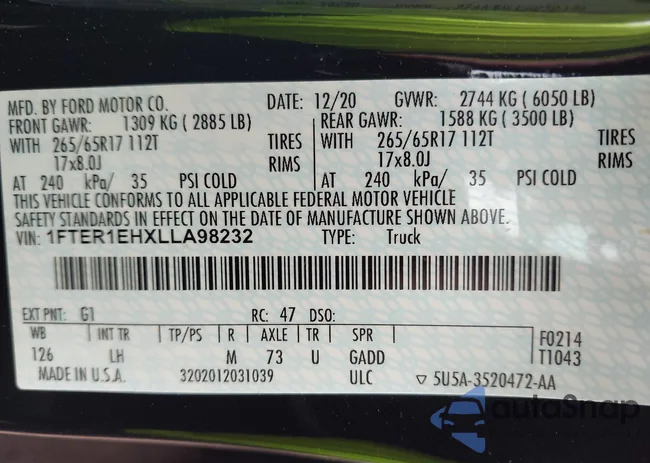 MFD. BY FORD MOTOR CO. DATE: 12/20 GVWR: 2744 KG ( 6050 LB)
FRONT GAWR: 1309 KG ( 2885 LB) REAR GAWR: 1588 KG ( 3500 LB)
WITH 265/65R17 112T TIRES WITH 265/65R17 112T TIRES
17x8.0J RIMS 17x8.0J RIMS
AT 240 kPa/ 35 PSI COLD AT 240 kPa/ 35 PSI COLD
THIS VEHICLE CONFORMS TO ALL APPLICABLE FEDERAL MOTOR VEHICLE
SAFETY STANDARDS IN EFFECT ON THE DATE OF MANUFACTURE SHOWN ABOVE.
VIN: 1FTER1EHXLLA98232 TYPE: Truck
EXT PNT: G1 RC: 47 DSO:
WB INT TR TP/PS R AXLE TR SPR F0214
126 LH M 73 U GADD T1043
MADE IN U.S.A. 3202012031039 ULC ▽ 5U5A-3520472-AA
autoSnap